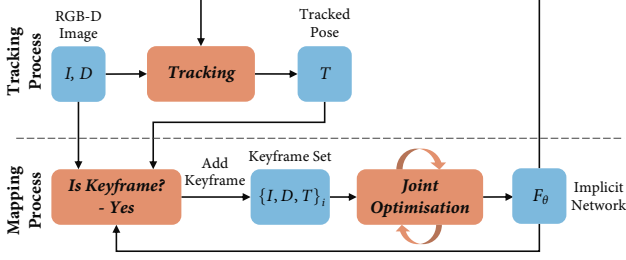 RGB-D
Image
Tracked
Pose
Tracking
Process
I, D
Tracking
T
Mapping
Process
Is Keyframe?
- Yes
Add
Keyframe
Keyframe Set
{I, D, T}ᵢ
Joint
Optimisation
F_θ
Implicit
Network